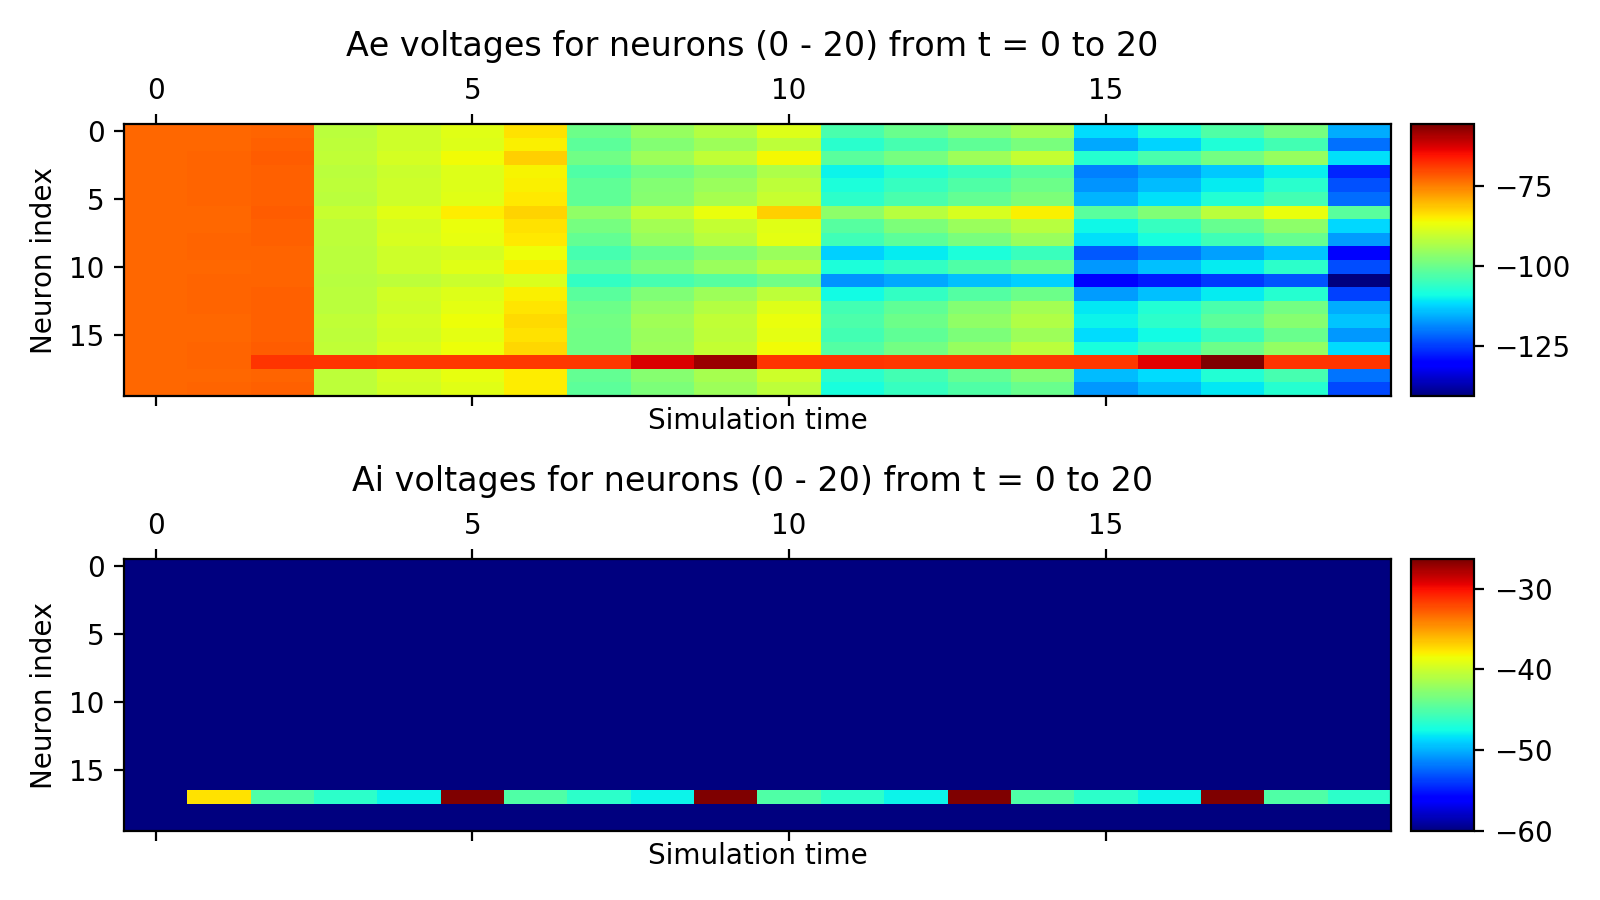 Ae voltages for neurons (0 - 20) from t = 0 to 20
0 5 10 15
Neuron index
0
5
10
15
Simulation time
−75
−100
−125
Ai voltages for neurons (0 - 20) from t = 0 to 20
0 5 10 15
Neuron index
0
5
10
15
Simulation time
−30
−40
−50
−60